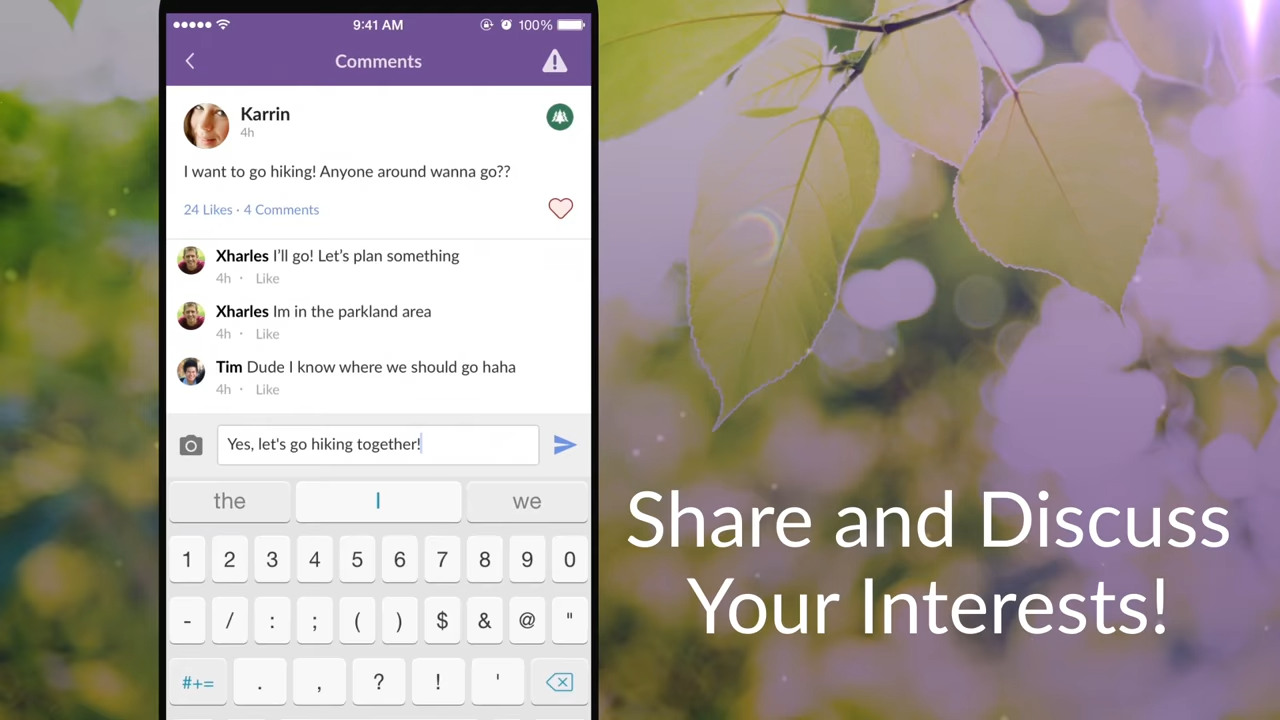 9:41 AM
100%
Comments
Karrin
4h
I want to go hiking! Anyone around wanna go??
24 Likes · 4 Comments
Xharles I'll go! Let's plan something
4h · Like
Xharles Im in the parkland area
4h · Like
Tim Dude I know where we should go haha
4h · Like
Yes, let's go hiking together!
the I we
1 2 3 4 5 6 7 8 9 0
- / : ; ( ) $ & @ "
#+= . , ? ! '
Share and Discuss
Your Interests!